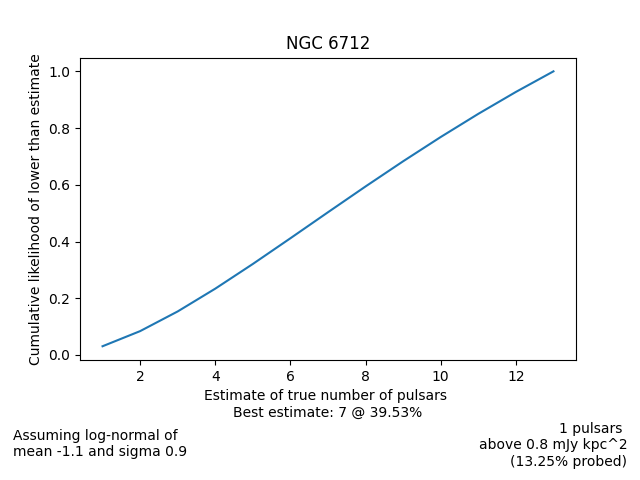 NGC 6712
Cumulative likelihood of lower than estimate
1.0
0.8
0.6
0.4
0.2
0.0
2 4 6 8 10 12
Estimate of true number of pulsars
Best estimate: 7 @ 39.53%
Assuming log-normal of
mean -1.1 and sigma 0.9
1 pulsars
above 0.8 mJy kpc^2
(13.25% probed)